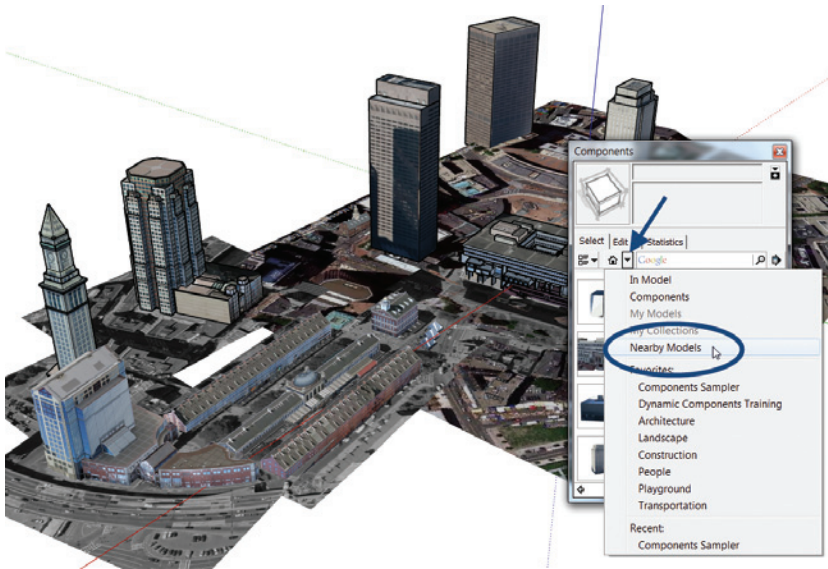 Components
Select Edit Statistics
Google
In Model
Components
My Models
My Collections
Nearby Models
Favorites:
Components Sampler
Dynamic Components Training
Architecture
Landscape
Construction
People
Playground
Transportation
Recent:
Components Sampler